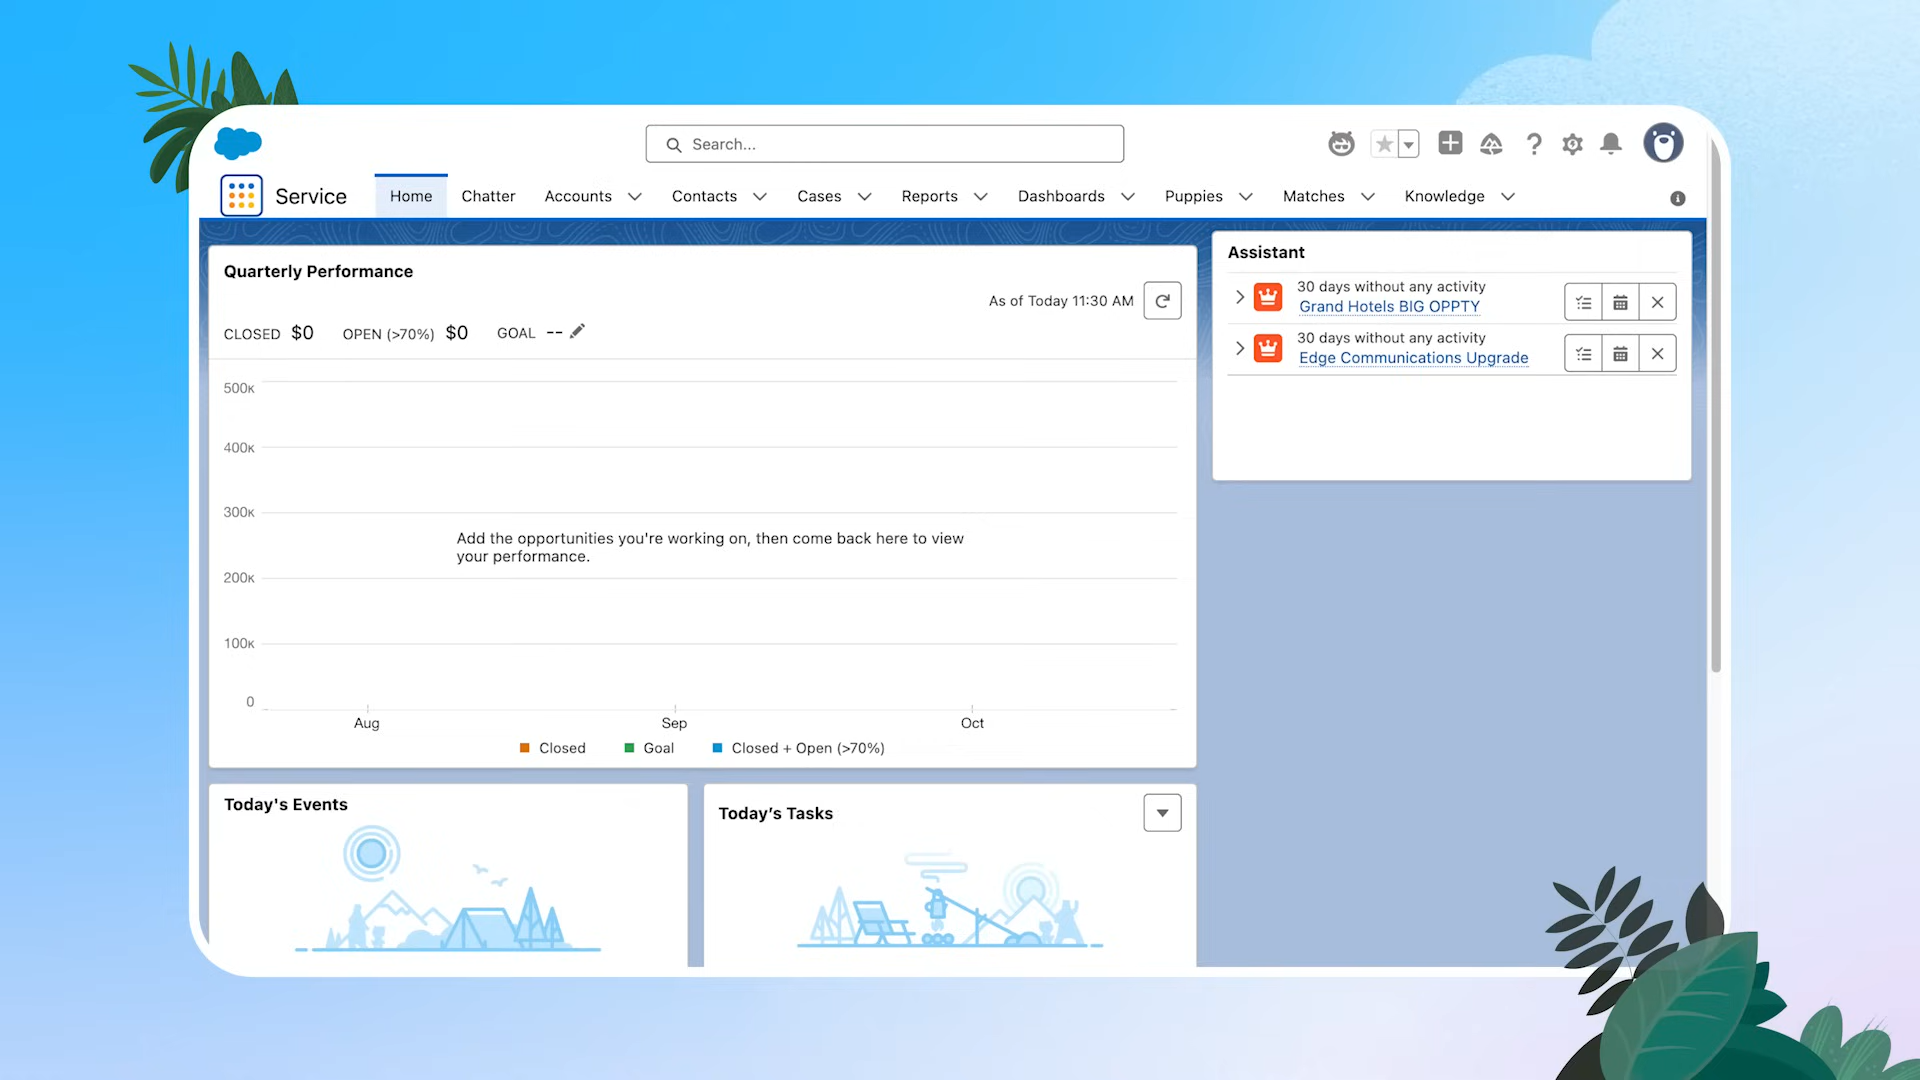 Search...
Service
Home
Chatter
Accounts
Contacts
Cases
Reports
Dashboards
Puppies
Matches
Knowledge
Quarterly Performance
As of Today 11:30 AM
CLOSED $0 OPEN (>70%) $0 GOAL --
500K
400K
300K
200K
100K
0
Add the opportunities you're working on, then come back here to view
your performance.
Aug
Sep
Oct
Closed
Goal
Closed + Open (>70%)
Assistant
30 days without any activity
Grand Hotels BIG OPPTY
30 days without any activity
Edge Communications Upgrade
Today's Events
Today's Tasks